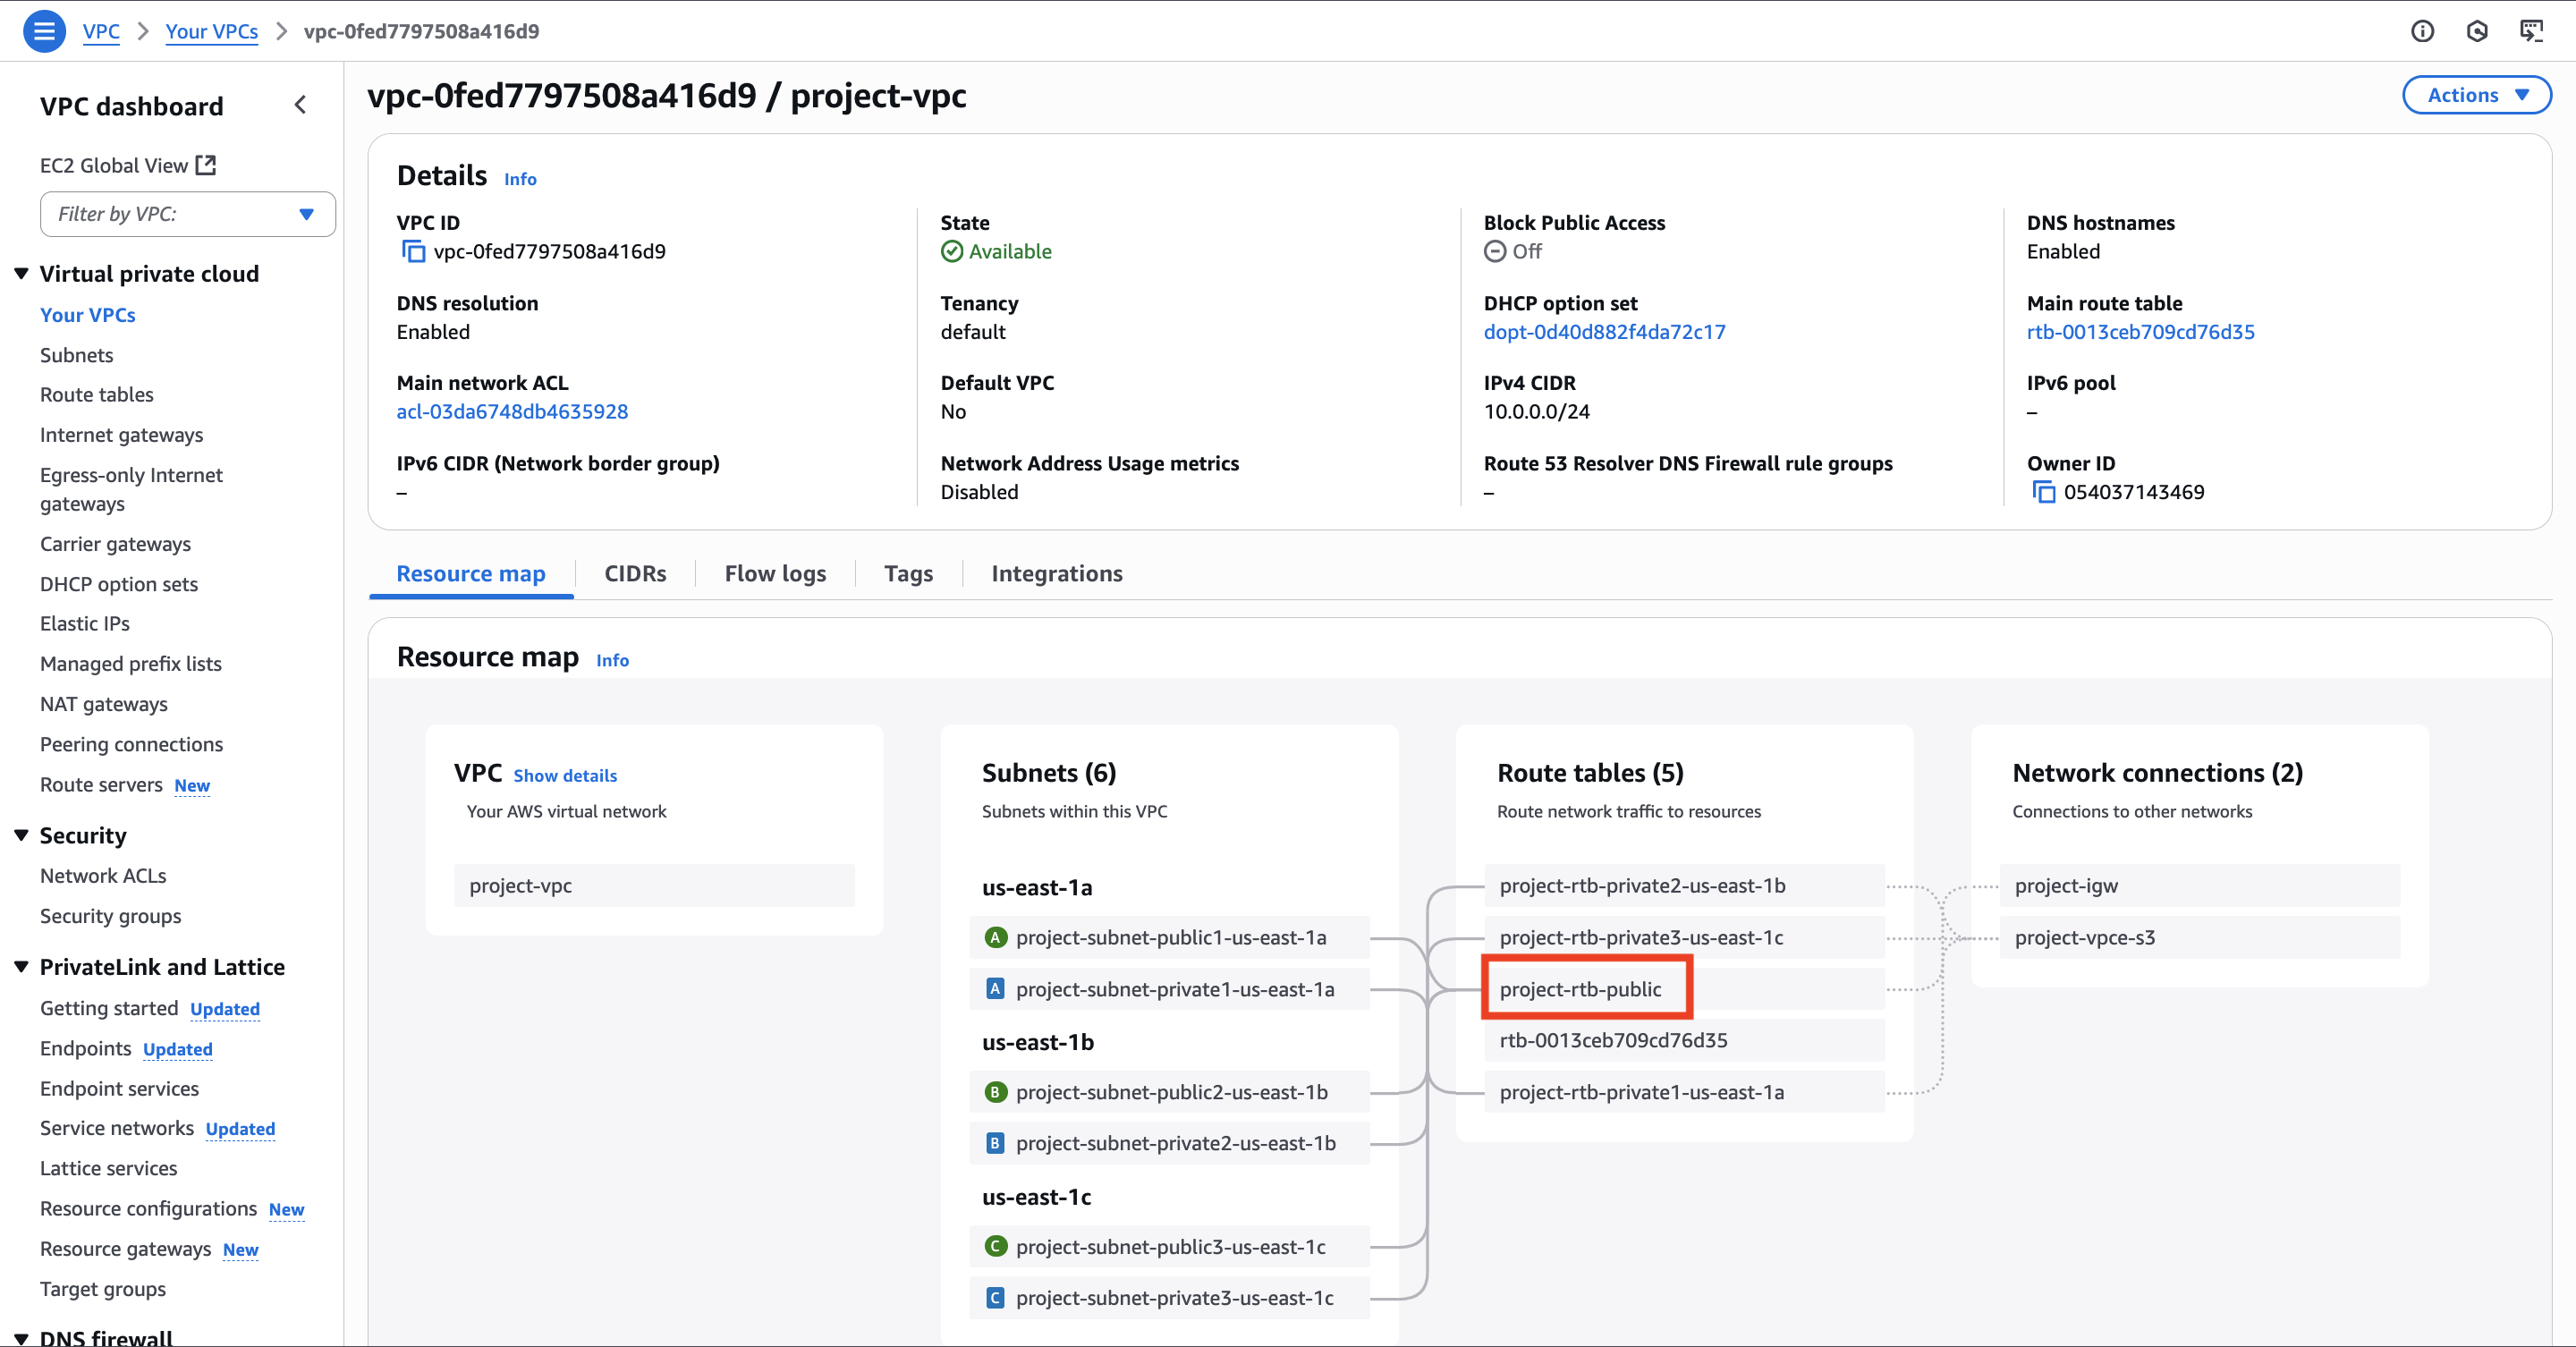 VPC > Your VPCs > vpc-0fed7797508a416d9
VPC dashboard
EC2 Global View
Filter by VPC:
Virtual private cloud
Your VPCs
Subnets
Route tables
Internet gateways
Egress-only Internet
gateways
Carrier gateways
DHCP option sets
Elastic IPs
Managed prefix lists
NAT gateways
Peering connections
Route servers New
Security
Network ACLs
Security groups
PrivateLink and Lattice
Getting started Updated
Endpoints Updated
Endpoint services
Service networks Updated
Lattice services
Resource configurations New
Resource gateways New
Target groups
DNS firewall
vpc-0fed7797508a416d9 / project-vpc
Actions
Details Info
VPC ID
vpc-0fed7797508a416d9
State
Available
Block Public Access
Off
DNS hostnames
Enabled
DNS resolution
Enabled
Tenancy
default
DHCP option set
dopt-0d40d882f4da72c17
Main route table
rtb-0013ceb709cd76d35
Main network ACL
acl-03da6748db4635928
Default VPC
No
IPv4 CIDR
10.0.0.0/24
IPv6 pool
–
IPv6 CIDR (Network border group)
–
Network Address Usage metrics
Disabled
Route 53 Resolver DNS Firewall rule groups
–
Owner ID
054037143469
Resource map
CIDRs
Flow logs
Tags
Integrations
Resource map Info
VPC Show details
Your AWS virtual network
project-vpc
Subnets (6)
Subnets within this VPC
us-east-1a
A project-subnet-public1-us-east-1a
A project-subnet-private1-us-east-1a
us-east-1b
B project-subnet-public2-us-east-1b
B project-subnet-private2-us-east-1b
us-east-1c
C project-subnet-public3-us-east-1c
C project-subnet-private3-us-east-1c
Route tables (5)
Route network traffic to resources
project-rtb-private2-us-east-1b
project-rtb-private3-us-east-1c
project-rtb-public
rtb-0013ceb709cd76d35
project-rtb-private1-us-east-1a
Network connections (2)
Connections to other networks
project-igw
project-vpce-s3